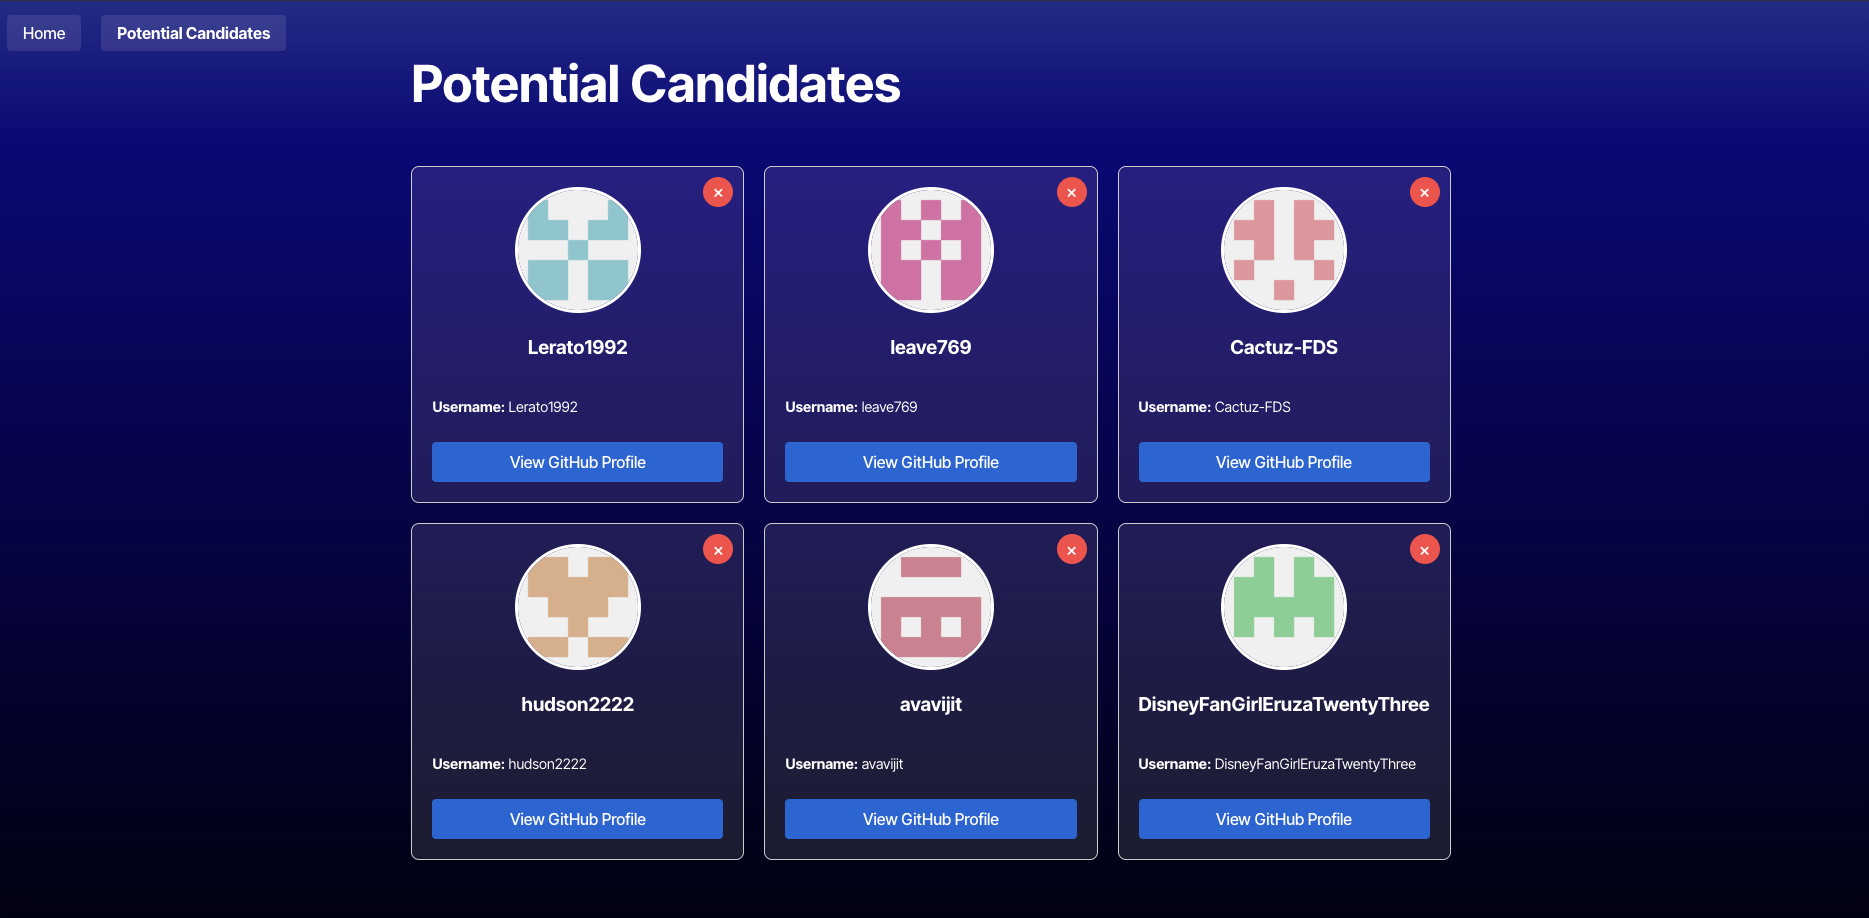 Home
Potential Candidates
Potential Candidates
×
Lerato1992
Username: Lerato1992
View GitHub Profile
×
leave769
Username: leave769
View GitHub Profile
×
Cactuz-FDS
Username: Cactuz-FDS
View GitHub Profile
×
hudson2222
Username: hudson2222
View GitHub Profile
×
avavijit
Username: avavijit
View GitHub Profile
×
DisneyFanGirlEruzaTwentyThree
Username: DisneyFanGirlEruzaTwentyThree
View GitHub Profile